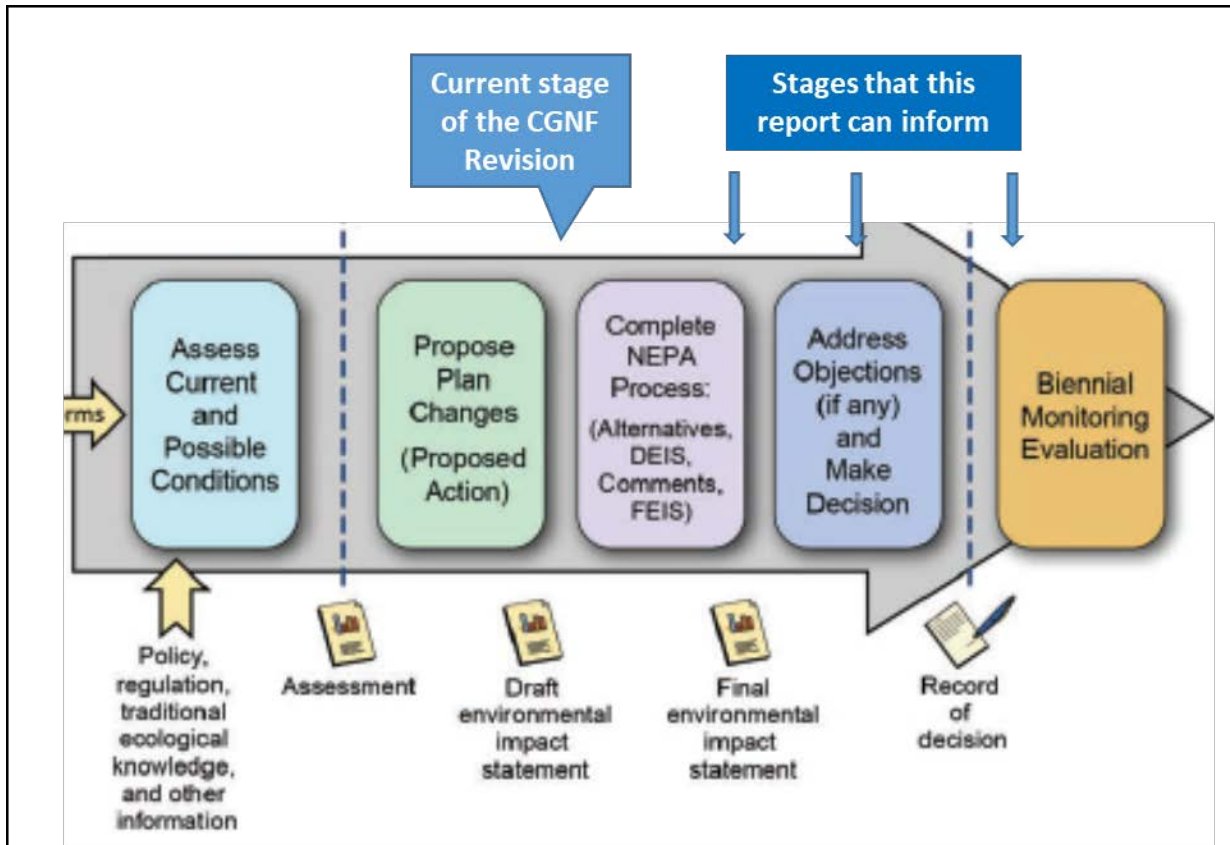 Current stage
of the CGNF
Revision
Stages that this
report can inform
rms
Assess
Current
and
Possible
Conditions
Propose
Plan
Changes
(Proposed
Action)
Complete
NEPA
Process:
(Alternatives,
DEIS,
Comments,
FEIS)
Address
Objections
(if any)
and
Make
Decision
Biennial
Monitoring
Evaluation
Policy,
regulation,
traditional
ecological
knowledge,
and other
information
Assessment
Draft
environmental
impact
statement
Final
environmental
impact
statement
Record
of
decision